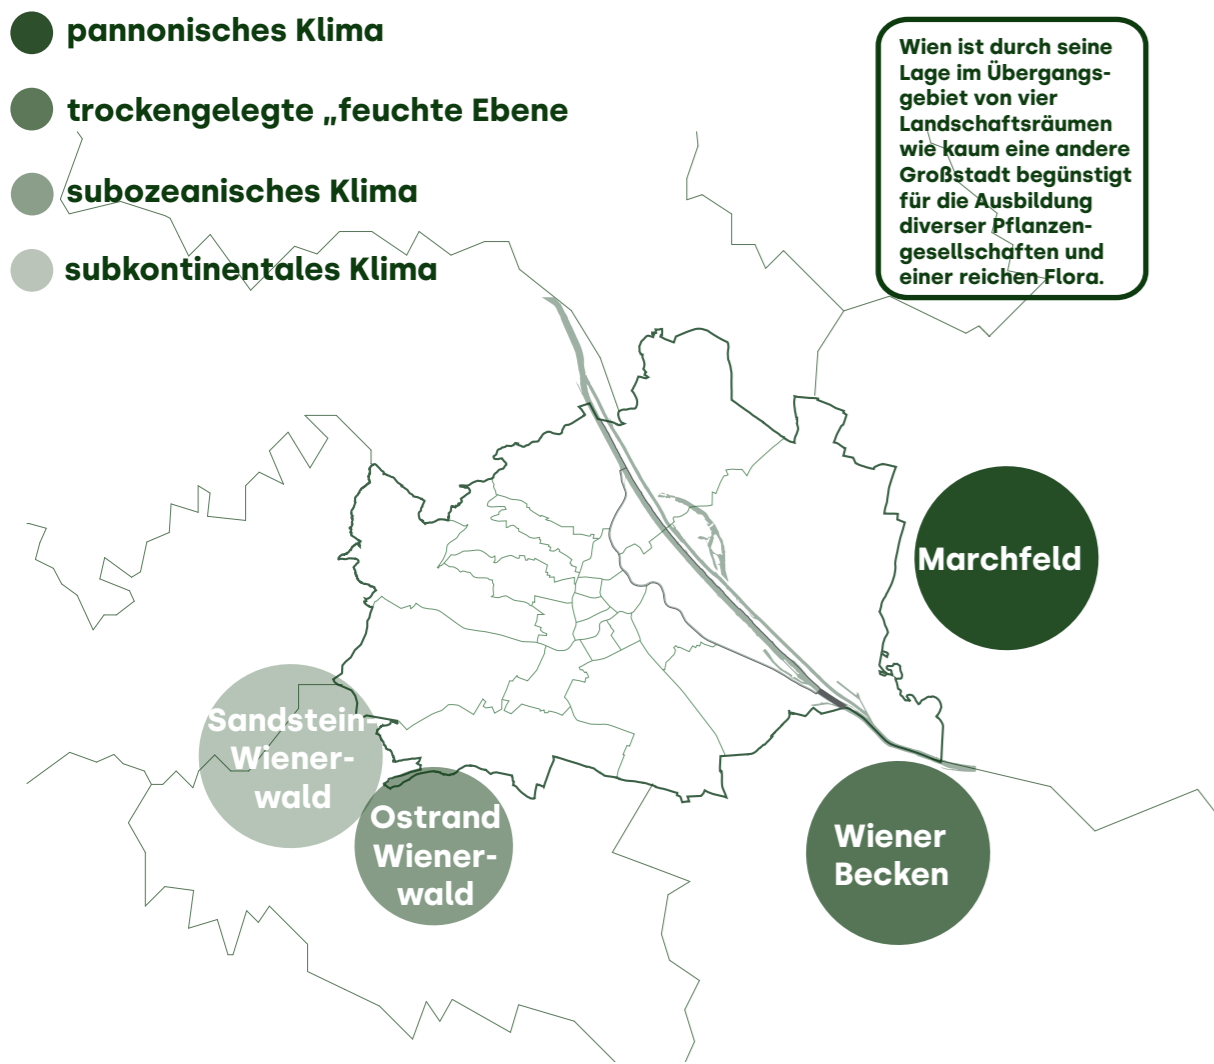 pannonisches Klima
trockengelegte „feuchte Ebene
subozeanisches Klima
subkontinentales Klima
Wien ist durch seine
Lage im Übergangs-
gebiet von vier
Landschaftsräumen
wie kaum eine andere
Großstadt begünstigt
für die Ausbildung
diverser Pflanzen-
gesellschaften und
einer reichen Flora.
Marchfeld
Sandstein-
Wiener-
wald
Ostrand
Wiener-
wald
Wiener
Becken